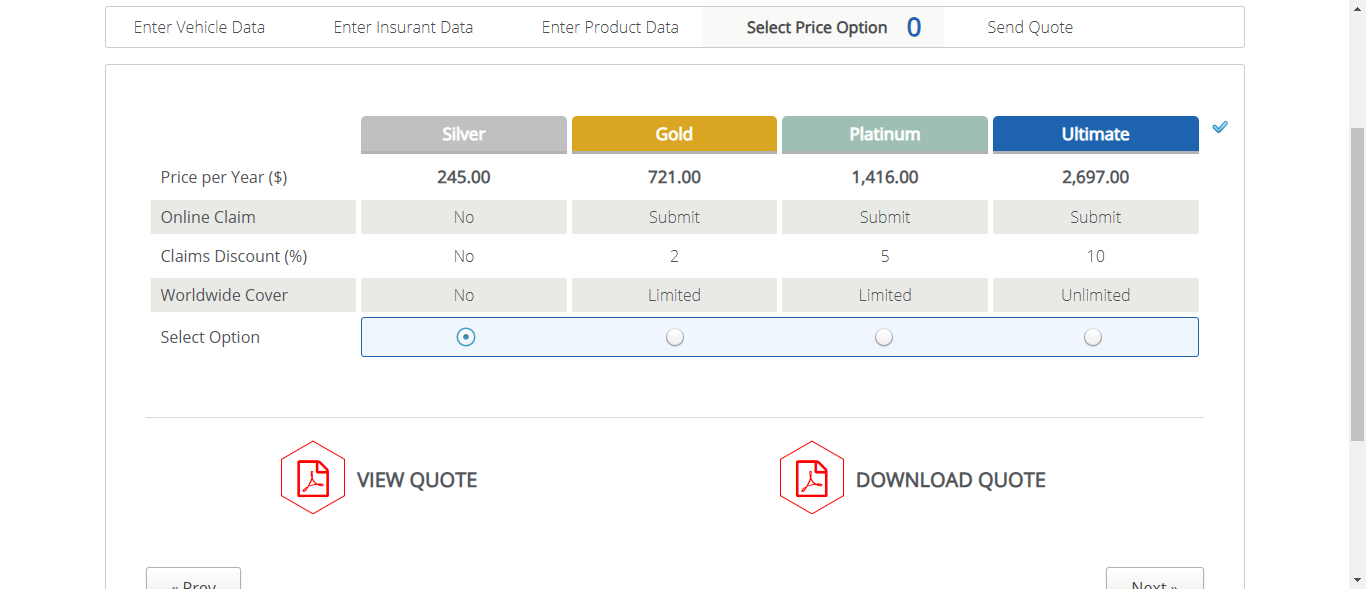 Enter Vehicle Data Enter Insurant Data Enter Product Data Select Price Option 0 Send Quote
Silver Gold Platinum Ultimate
Price per Year ($) 245.00 721.00 1,416.00 2,697.00
Online Claim No Submit Submit Submit
Claims Discount (%) No 2 5 10
Worldwide Cover No Limited Limited Unlimited
Select Option
VIEW QUOTE DOWNLOAD QUOTE
« Prev Next »